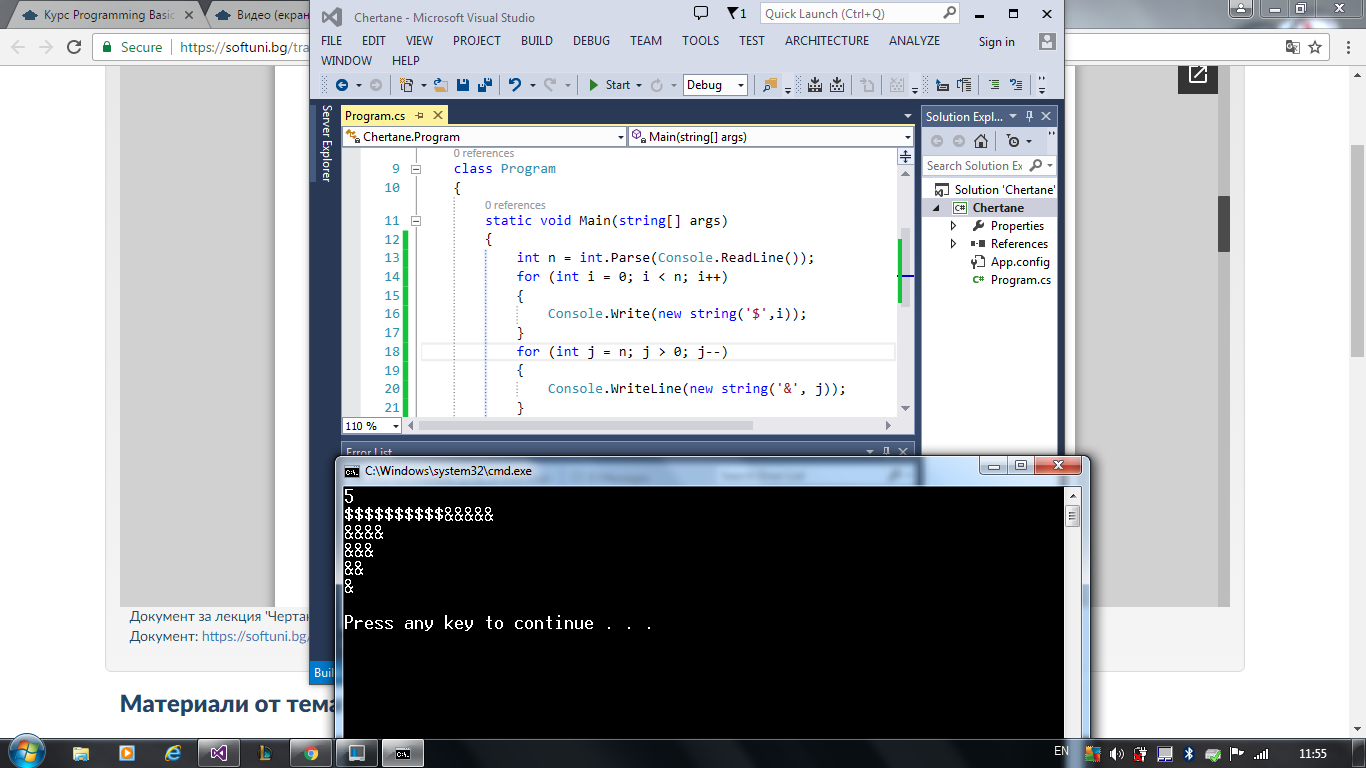 Курс Programming Basic
Видео (екран
Secure
https://softuni.bg/tra
Chertane - Microsoft Visual Studio
1
Quick Launch (Ctrl+Q)
FILE EDIT VIEW PROJECT BUILD DEBUG TEAM TOOLS TEST ARCHITECTURE ANALYZE
Sign in
WINDOW HELP
Start
Debug
Server Explorer
Program.cs
Chertane.Program
Main(string[] args)
0 references
9 class Program
10 {
0 references
11 static void Main(string[] args)
12 {
13 int n = int.Parse(Console.ReadLine());
14 for (int i = 0; i < n; i++)
15 {
16 Console.Write(new string('$',i));
17 }
18 for (int j = n; j > 0; j--)
19 {
20 Console.WriteLine(new string('&', j));
21 }
110 %
Solution Expl...
Search Solution Ex
Solution 'Chertane'
C# Chertane
Properties
References
App.config
C# Program.cs
Error List
Buil
C:\Windows\system32\cmd.exe
5
$$$$$$$$$$&&&&&
&&&&
&&&
&&
&
Press any key to continue . . .
Документ за лекция 'Чертан
Документ: https://softuni.bg/
Материали от тема
EN
11:55